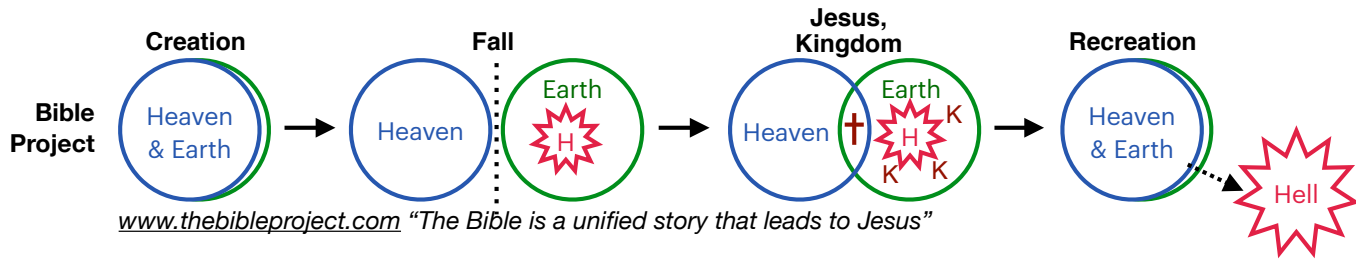 Creation
Fall
Jesus,
Kingdom
Recreation
Bible
Project
Heaven
& Earth
Heaven
Earth
H
Heaven
Earth
H
K
K
K
Heaven
& Earth
Hell
www.thebibleproject.com “The Bible is a unified story that leads to Jesus”